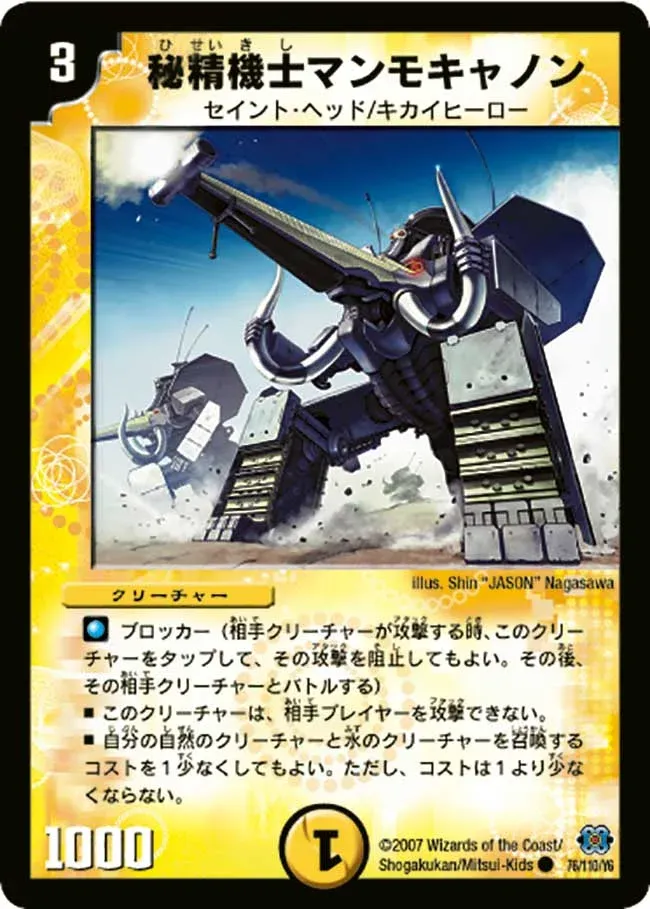 3
ひせいきし
秘精機士マンモキャノン
セイント・ヘッド/キカイヒーロー
illus. Shin "JASON" Nagasawa
クリーチャー
ブロッカー(相手クリーチャーが攻撃する時、このクリー
チャーをタップして、その攻撃を阻止してもよい。その後、
その相手クリーチャーとバトルする)
■ このクリーチャーは、相手プレイヤーを攻撃できない。
■ 自分の自然のクリーチャーと水のクリーチャーを召喚する
コストを1少なくしてもよい。ただし、コストは1より少な
くならない。
1000
1
©2007 Wizards of the Coast/
Shogakukan/Mitsui-Kids ● 76/110/Y6